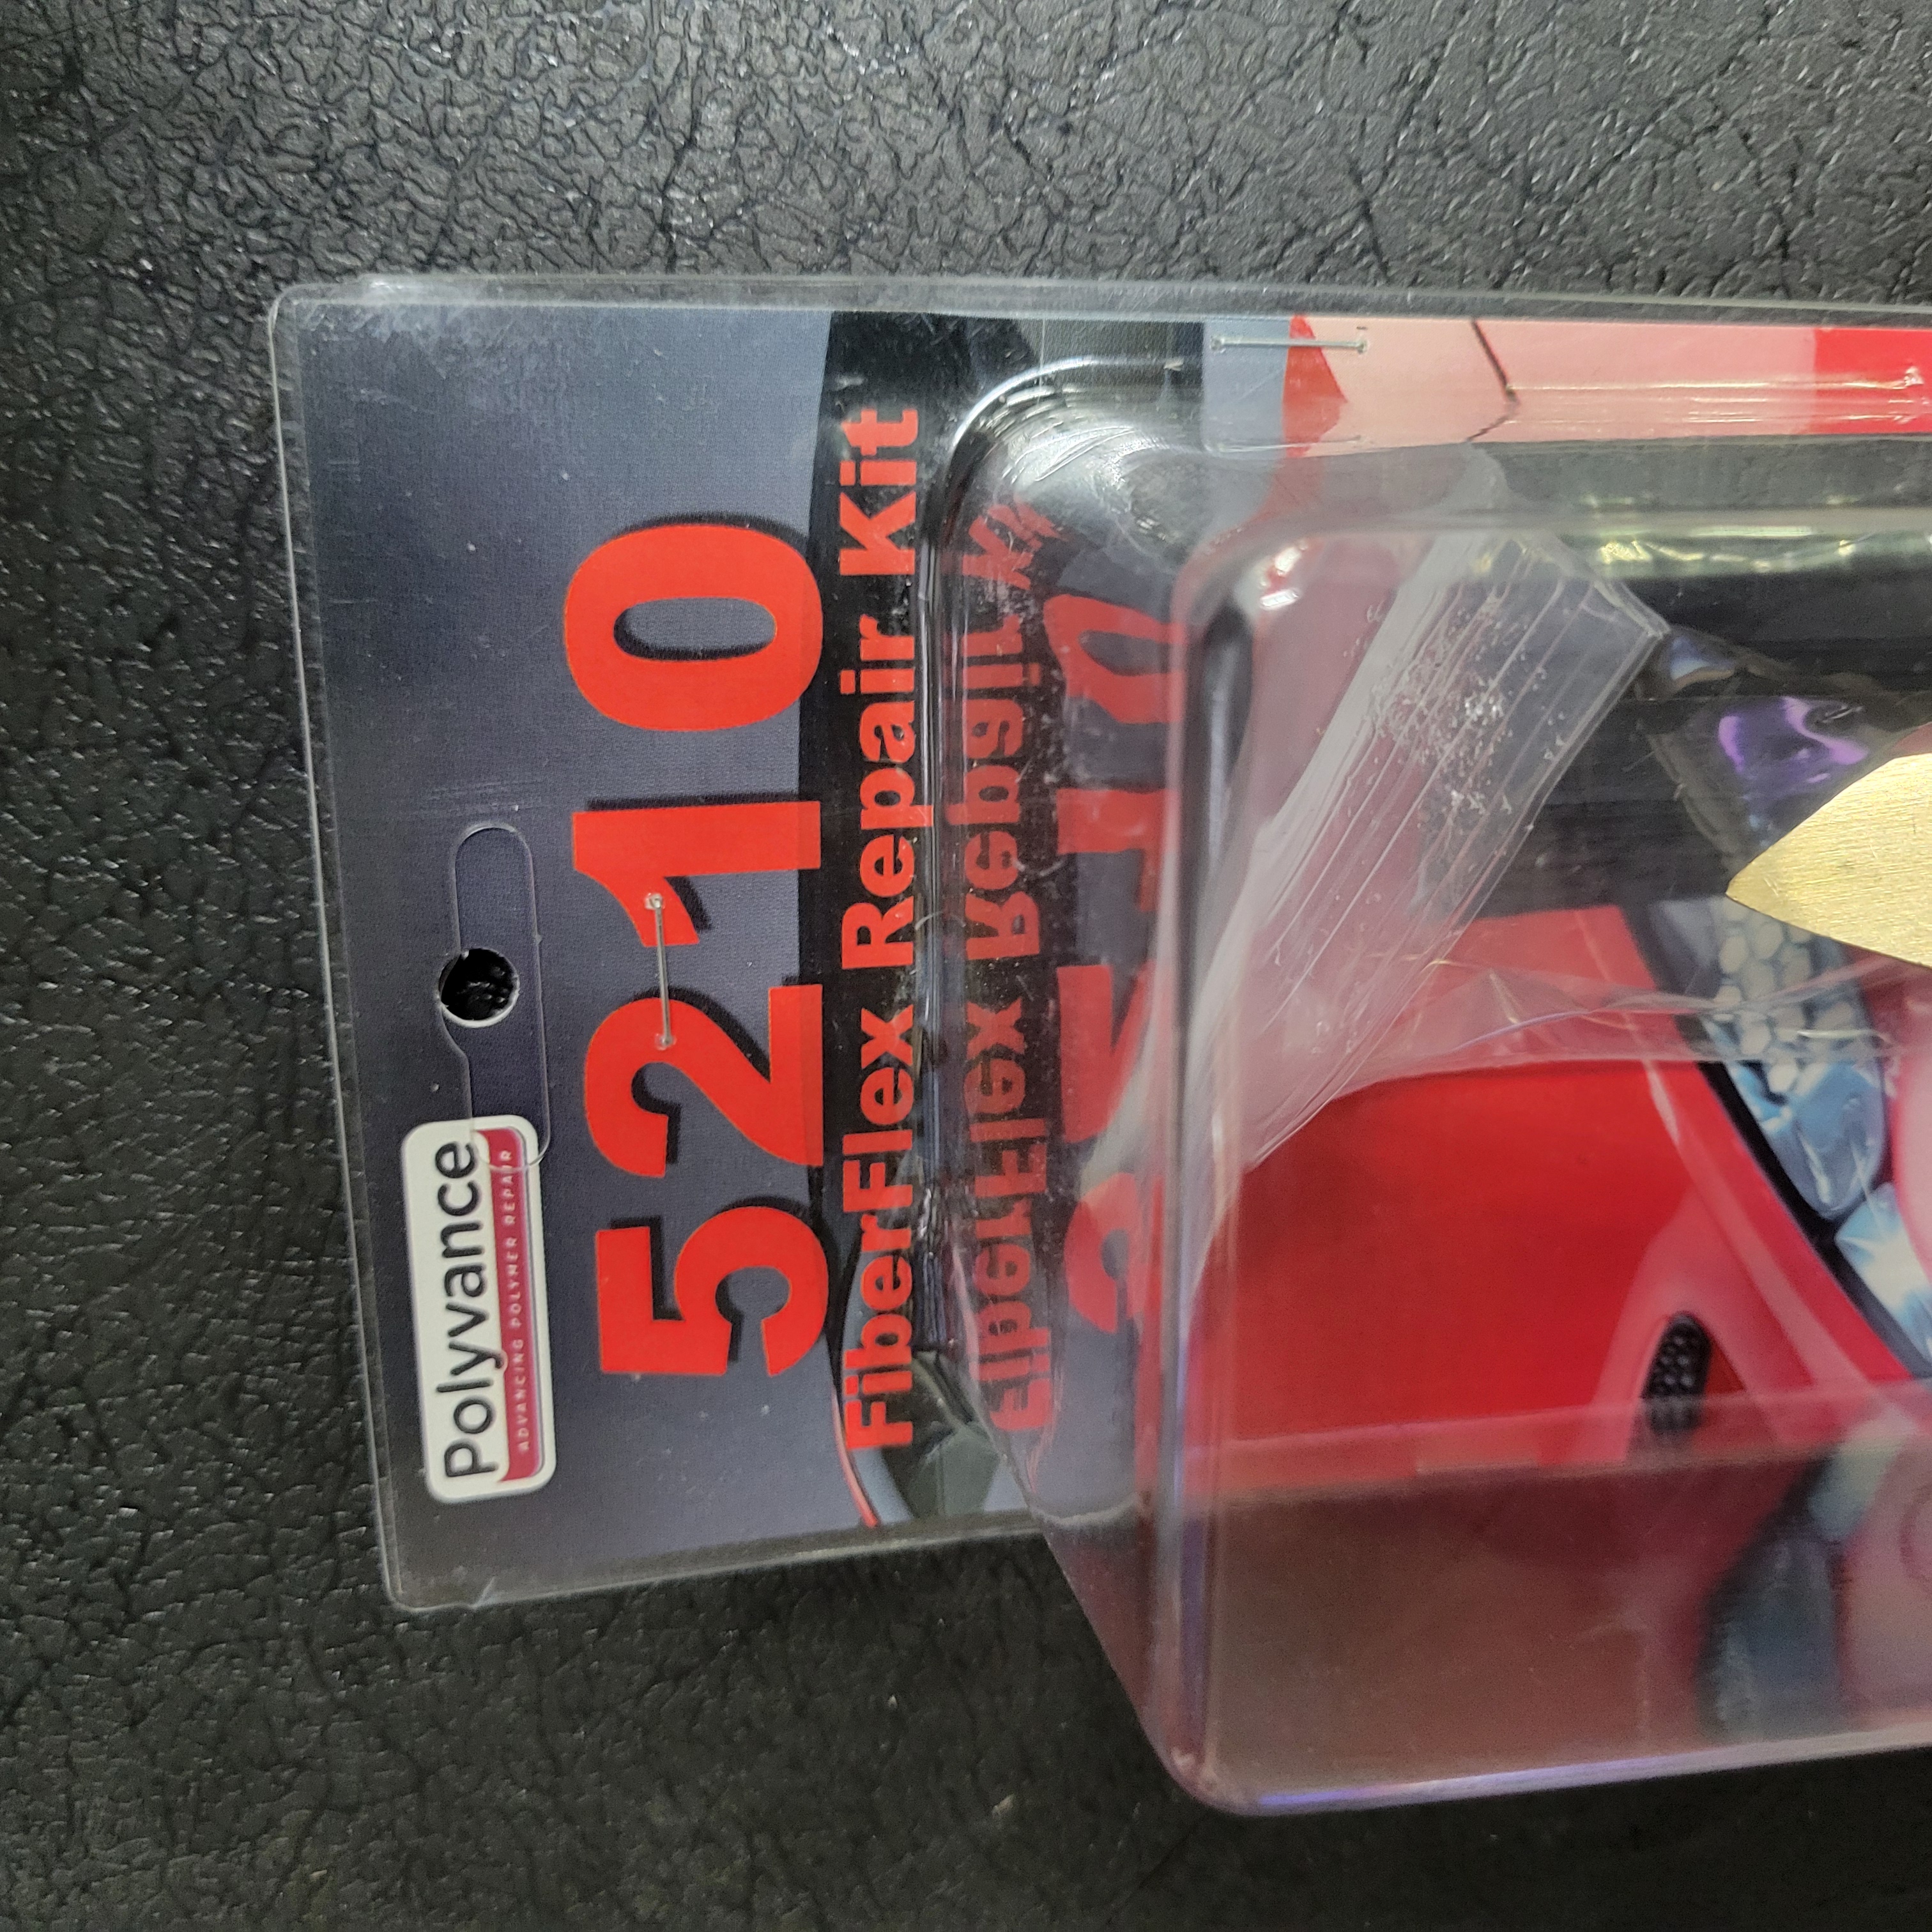 Polyvance
ADVANCING POLYMER REPAIR
5210
FiberFlex Repair Kit